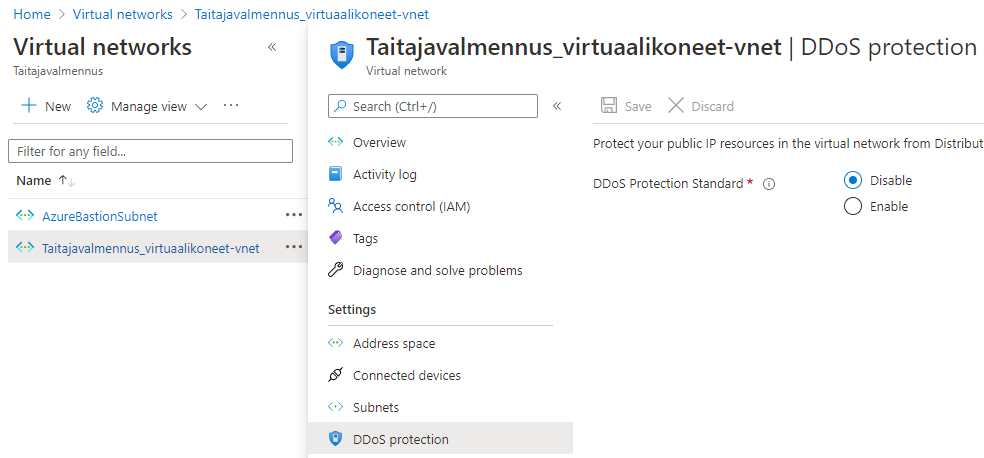 Home > Virtual networks > Taitajavalmennus_virtuaalikoneet-vnet
Virtual networks «
Taitajavalmennus
+ New Manage view ···
Filter for any field...
Name ↑↓
AzureBastionSubnet ···
Taitajavalmennus_virtuaalikoneet-vnet ···
Taitajavalmennus_virtuaalikoneet-vnet | DDoS protection
Virtual network
Search (Ctrl+/) «
Overview
Activity log
Access control (IAM)
Tags
Diagnose and solve problems
Settings
Address space
Connected devices
Subnets
DDoS protection
Save Discard
Protect your public IP resources in the virtual network from Distribut
DDoS Protection Standard *
Disable
Enable